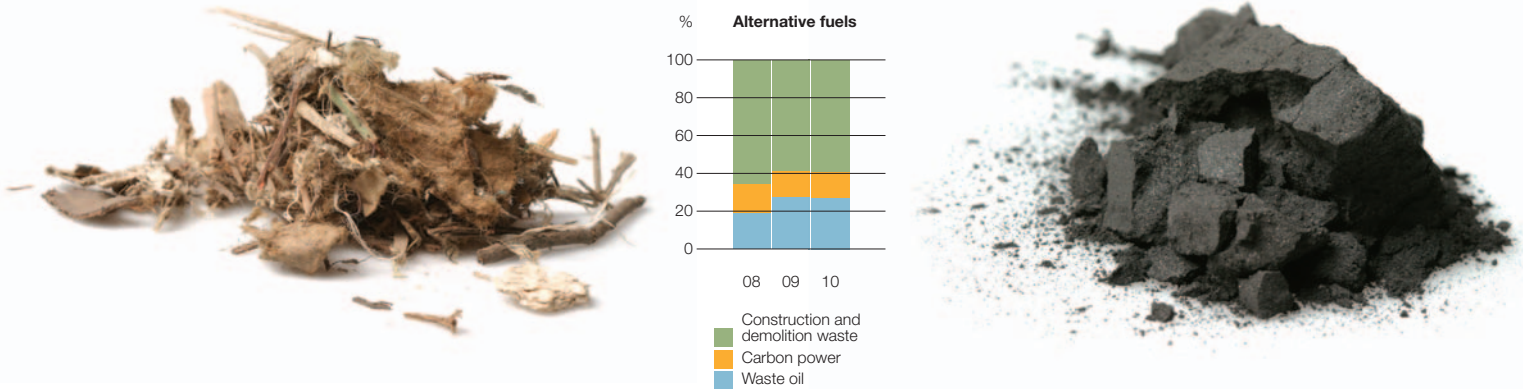 % Alternative fuels
100
80
60
40
20
0
08 09 10
Construction and
demolition waste
Carbon power
Waste oil